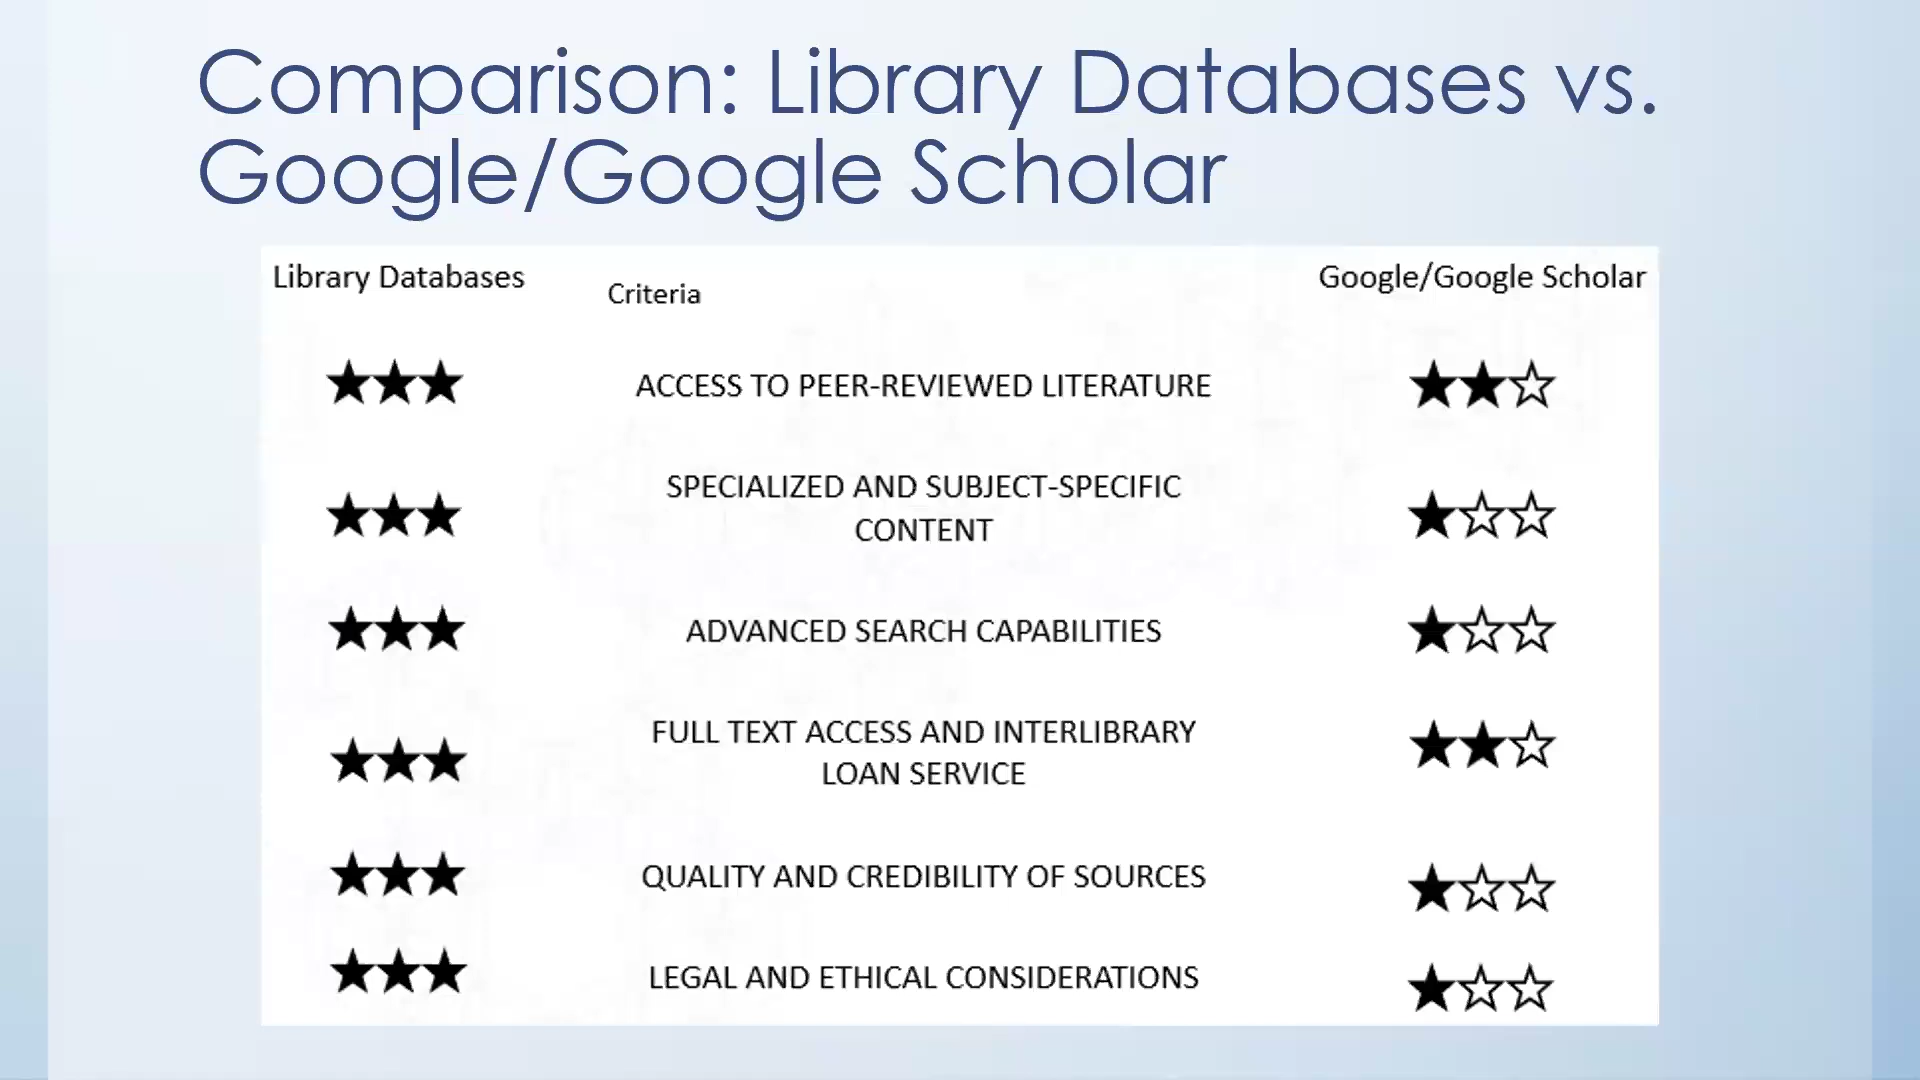 Comparison: Library Databases vs.
Google/Google Scholar
Library Databases
Criteria
Google/Google Scholar
★★★ ACCESS TO PEER-REVIEWED LITERATURE ★★☆
SPECIALIZED AND SUBJECT-SPECIFIC
★★★ CONTENT ★☆☆
★★★ ADVANCED SEARCH CAPABILITIES ★☆☆
FULL TEXT ACCESS AND INTERLIBRARY
★★★ LOAN SERVICE ★★☆
★★★ QUALITY AND CREDIBILITY OF SOURCES ★☆☆
★★★ LEGAL AND ETHICAL CONSIDERATIONS ★☆☆